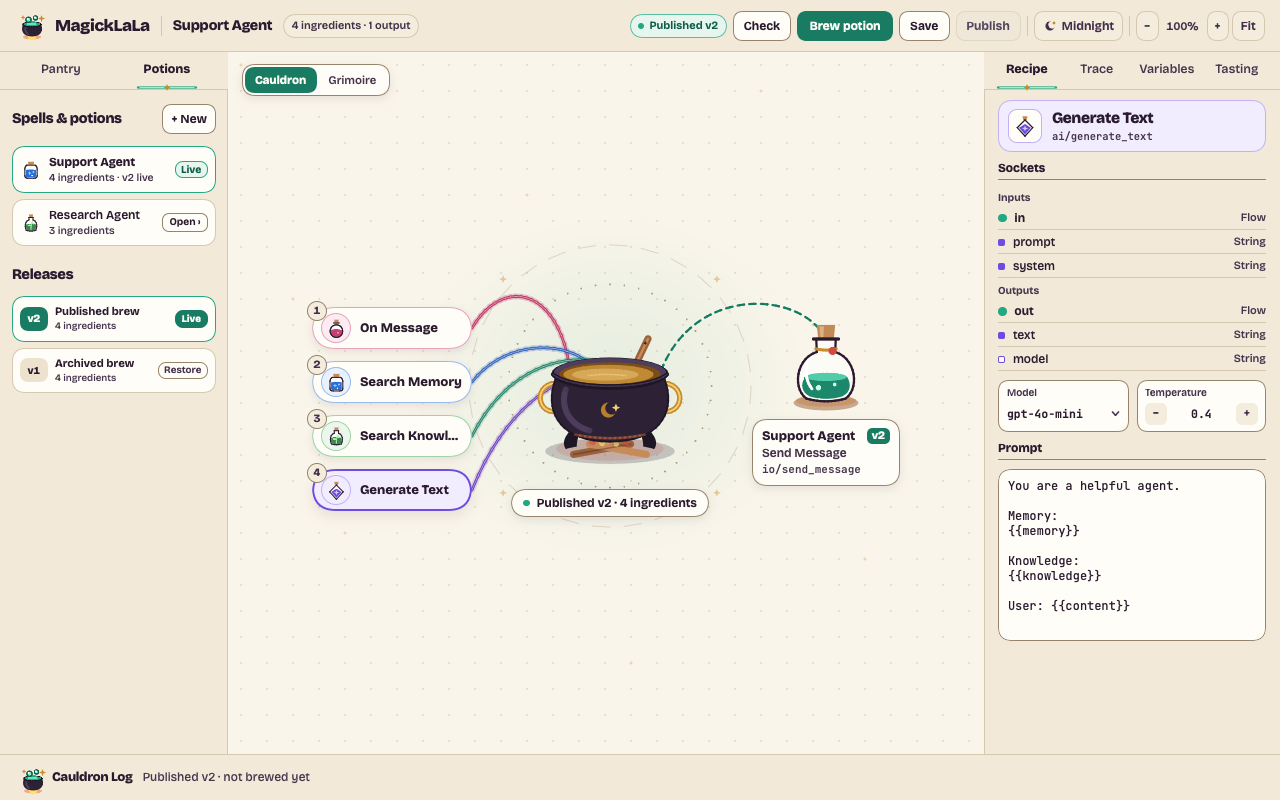 MagickLaLa
Support Agent
4 ingredients · 1 output
Published v2
Check
Brew potion
Save
Publish
Midnight
− 100% +
Fit
Pantry
Potions
Spells & potions
+ New
Support Agent
4 ingredients · v2 live
Live
Research Agent
3 ingredients
Open ›
Releases
v2
Published brew
4 ingredients
Live
v1
Archived brew
4 ingredients
Restore
Cauldron
Grimoire
1
On Message
2
Search Memory
3
Search Knowl...
4
Generate Text
Published v2 · 4 ingredients
Support Agent v2
Send Message
io/send_message
Recipe
Trace
Variables
Tasting
Generate Text
ai/generate_text
Sockets
Inputs
in Flow
prompt String
system String
Outputs
out Flow
text String
model String
Model
gpt-4o-mini
Temperature
− 0.4 +
Prompt
You are a helpful agent.
Memory:
{{memory}}
Knowledge:
{{knowledge}}
User: {{content}}
Cauldron Log
Published v2 · not brewed yet